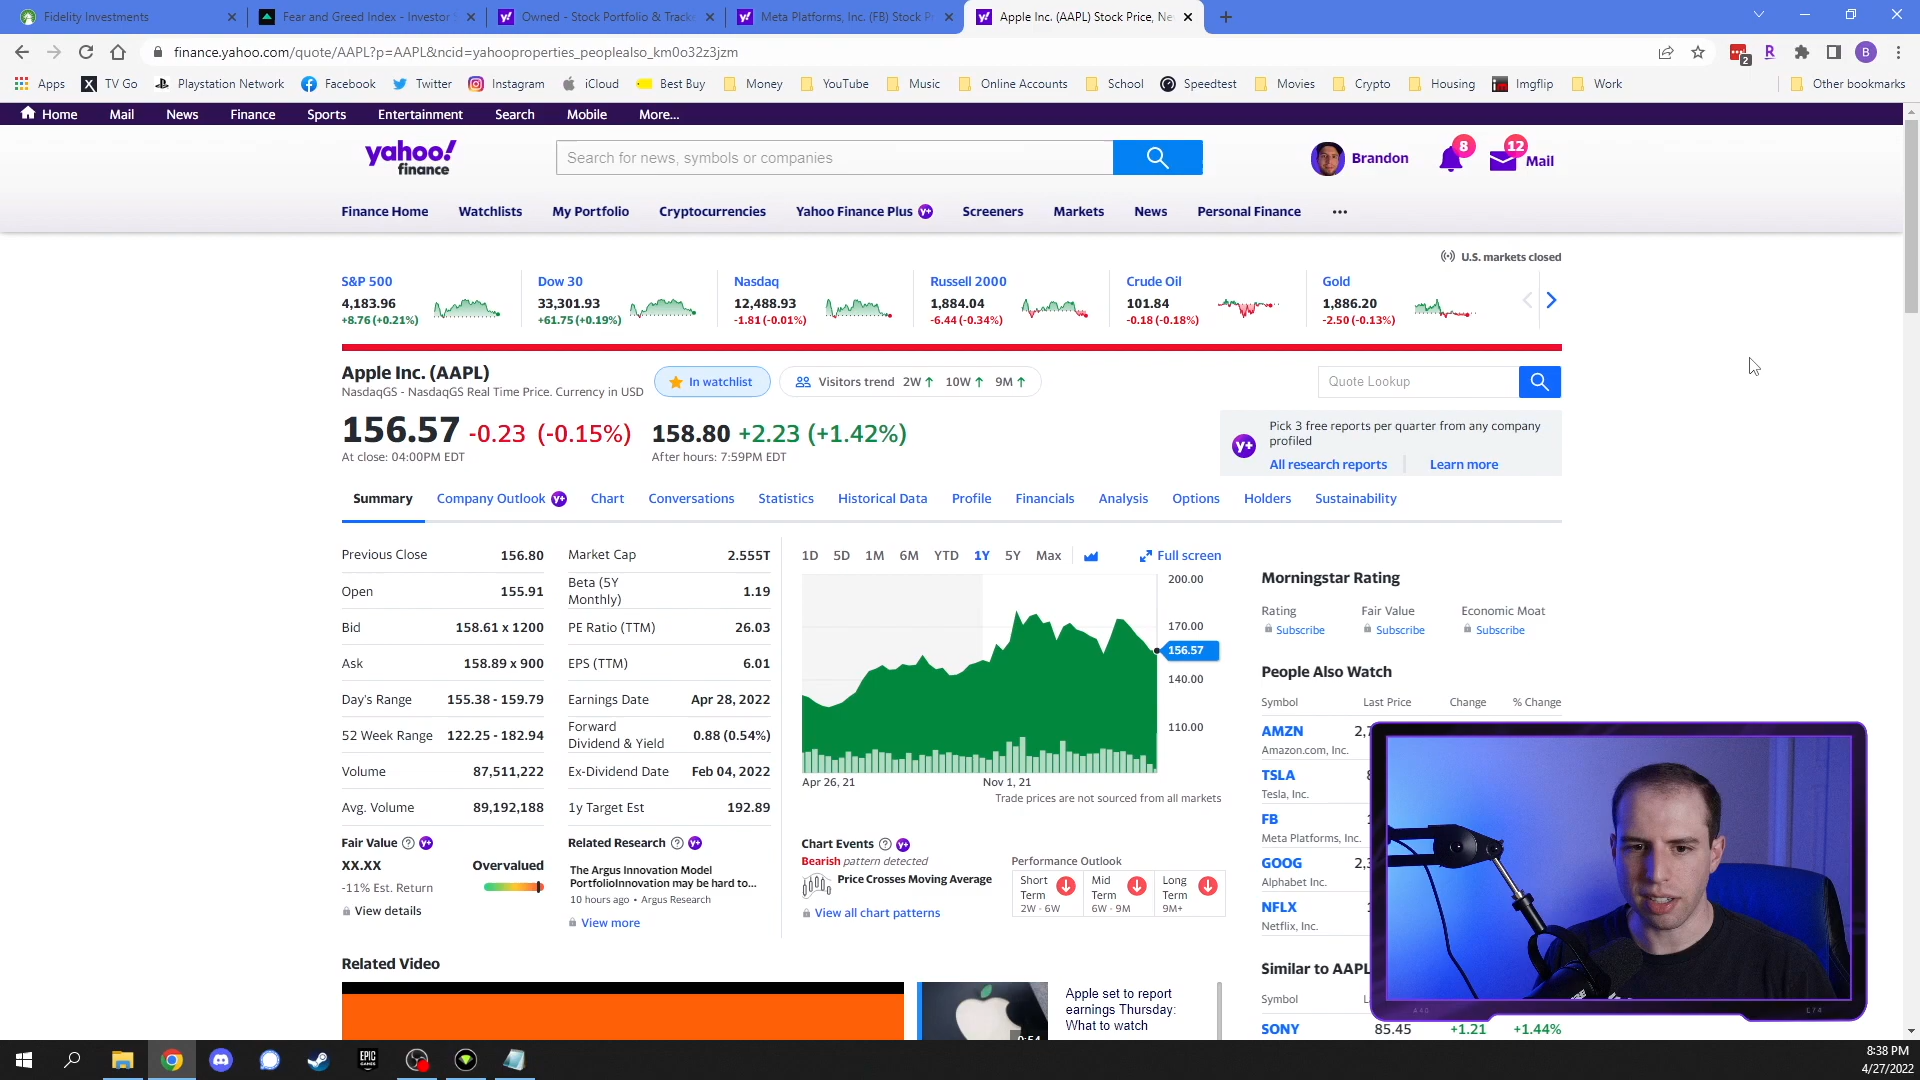 Fidelity Investments
Fear and Greed Index - Investor S
Owned - Stock Portfolio & Tracke
Meta Platforms, Inc. (FB) Stock Pr
Apple Inc. (AAPL) Stock Price, Ne
finance.yahoo.com/quote/AAPL?p=AAPL&ncid=yahooproperties_peoplealso_km0o32z3jzm
2
R
B
Apps
TV Go
Playstation Network
Facebook
Twitter
Instagram
iCloud
Best Buy
Money
YouTube
Music
Online Accounts
School
Speedtest
Movies
Crypto
Housing
Imgflip
Work
Other bookmarks
Home Mail News Finance Sports Entertainment Search Mobile More...
yahoo!
finance
Search for news, symbols or companies
Brandon
8
12
Mail
Finance Home Watchlists My Portfolio Cryptocurrencies Yahoo Finance Plus y+ Screeners Markets News Personal Finance ...
U.S. markets closed
S&P 500
4,183.96
+8.76 (+0.21%)
Dow 30
33,301.93
+61.75 (+0.19%)
Nasdaq
12,488.93
-1.81 (-0.01%)
Russell 2000
1,884.04
-6.44 (-0.34%)
Crude Oil
101.84
-0.18 (-0.18%)
Gold
1,886.20
-2.50 (-0.13%)
Apple Inc. (AAPL)
NasdaqGS - NasdaqGS Real Time Price. Currency in USD
In watchlist
Visitors trend 2W↑ 10W↑ 9M↑
Quote Lookup
156.57 -0.23 (-0.15%)
At close: 04:00PM EDT
158.80 +2.23 (+1.42%)
After hours: 7:59PM EDT
y+
Pick 3 free reports per quarter from any company
profiled
All research reports
Learn more
Summary Company Outlook y+ Chart Conversations Statistics Historical Data Profile Financials Analysis Options Holders Sustainability
Previous Close 156.80
Open 155.91
Bid 158.61 x 1200
Ask 158.89 x 900
Day's Range 155.38 - 159.79
52 Week Range 122.25 - 182.94
Volume 87,511,222
Avg. Volume 89,192,188
Market Cap 2.555T
Beta (5Y
Monthly) 1.19
PE Ratio (TTM) 26.03
EPS (TTM) 6.01
Earnings Date Apr 28, 2022
Forward
Dividend & Yield 0.88 (0.54%)
Ex-Dividend Date Feb 04, 2022
1y Target Est 192.89
1D 5D 1M 6M YTD 1Y 5Y Max
Full screen
200.00
170.00
156.57
140.00
110.00
Apr 26, 21
Nov 1, 21
Trade prices are not sourced from all markets
Fair Value y+
XX.XX Overvalued
-11% Est. Return
View details
Related Research y+
The Argus Innovation Model
PortfolioInnovation may be hard to...
10 hours ago • Argus Research
View more
Chart Events y+
Bearish pattern detected
Price Crosses Moving Average
View all chart patterns
Performance Outlook
Short
Term
2W - 6W
Mid
Term
6W - 9M
Long
Term
9M+
Morningstar Rating
Rating Fair Value Economic Moat
Subscribe Subscribe Subscribe
People Also Watch
Symbol Last Price Change % Change
AMZN 2,7
Amazon.com, Inc.
TSLA 8
Tesla, Inc.
FB 1
Meta Platforms, Inc.
GOOG 2,3
Alphabet Inc.
NFLX 1
Netflix, Inc.
Similar to AAPL
Symbol L
SONY 85.45 +1.21 +1.44%
Related Video
Apple set to report
earnings Thursday:
What to watch
0:54
EPIC
GAMES
8:38 PM
4/27/2022